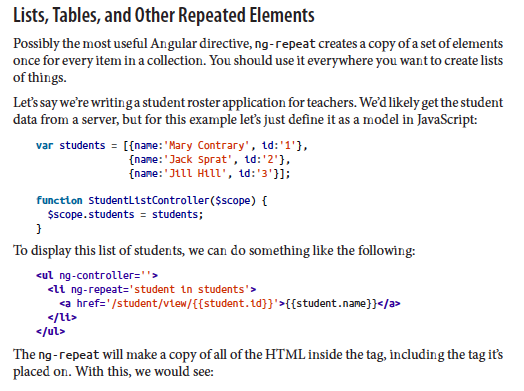 Lists, Tables, and Other Repeated Elements
Possibly the most useful Angular directive, ng-repeat creates a copy of a set of elements
once for every item in a collection. You should use it everywhere you want to create lists
of things.
Let's say we're writing a student roster application for teachers. We'd likely get the student
data from a server, but for this example let's just define it as a model in JavaScript:
var students = [{name:'Mary Contrary', id:'1'},
{name:'Jack Sprat', id:'2'},
{name:'Jill Hill', id:'3'}];
function StudentListController($scope) {
$scope.students = students;
}
To display this list of students, we can do something like the following:
<ul ng-controller=''>
<li ng-repeat='student in students'>
<a href='/student/view/{{student.id}}'>{{student.name}}</a>
</li>
</ul>
The ng-repeat will make a copy of all of the HTML inside the tag, including the tag it's
placed on. With this, we would see: